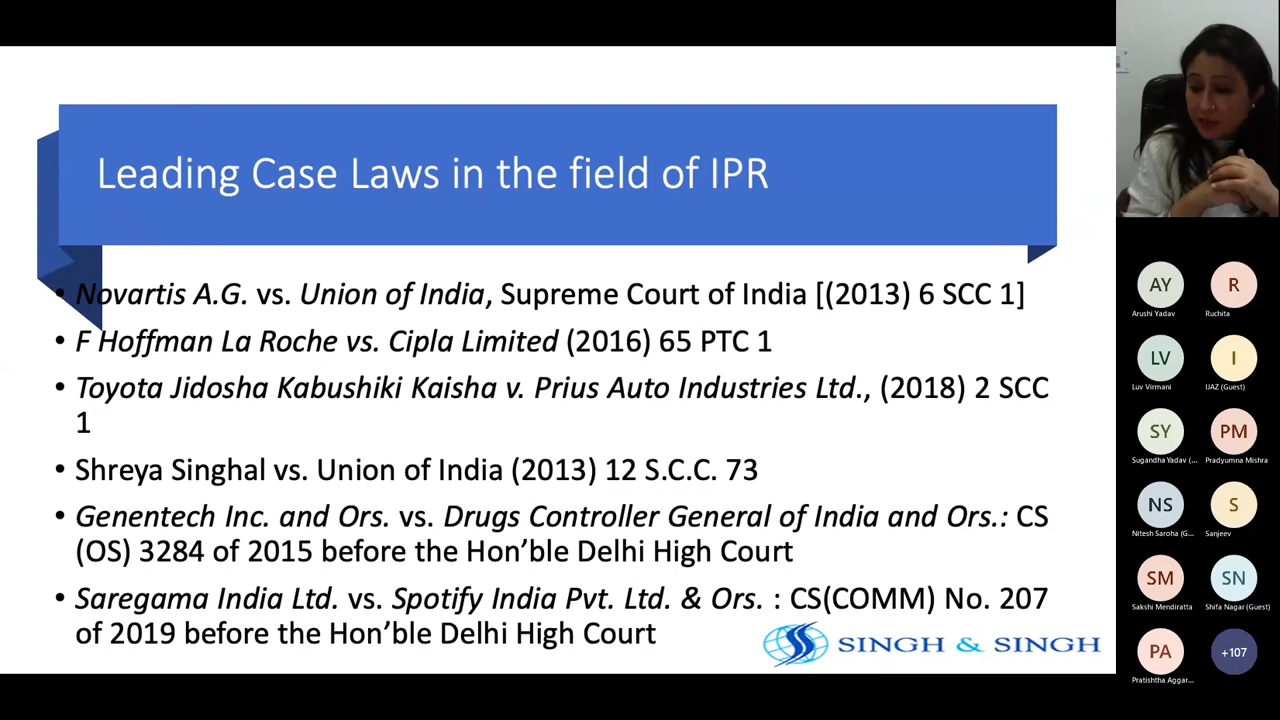 Leading Case Laws in the field of IPR
• Novartis A.G. vs. Union of India, Supreme Court of India [(2013) 6 SCC 1]
• F Hoffman La Roche vs. Cipla Limited (2016) 65 PTC 1
• Toyota Jidosha Kabushiki Kaisha v. Prius Auto Industries Ltd., (2018) 2 SCC
1
• Shreya Singhal vs. Union of India (2013) 12 S.C.C. 73
• Genentech Inc. and Ors. vs. Drugs Controller General of India and Ors.: CS
(OS) 3284 of 2015 before the Hon’ble Delhi High Court
• Saregama India Ltd. vs. Spotify India Pvt. Ltd. & Ors. : CS(COMM) No. 207
of 2019 before the Hon’ble Delhi High Court
SINGH & SINGH
AY R
Arushi Yadav Ruchita
LV I
Luv Virmani IJAZ (Guest)
SY PM
Sugandha Yadav (... Pradyumna Mishra
NS S
Nitesh Saroha (G... Sanjeev
SM SN
Sakshi Mendiratta Shifa Nagar (Guest)
PA +107
Pratishtha Aggar...